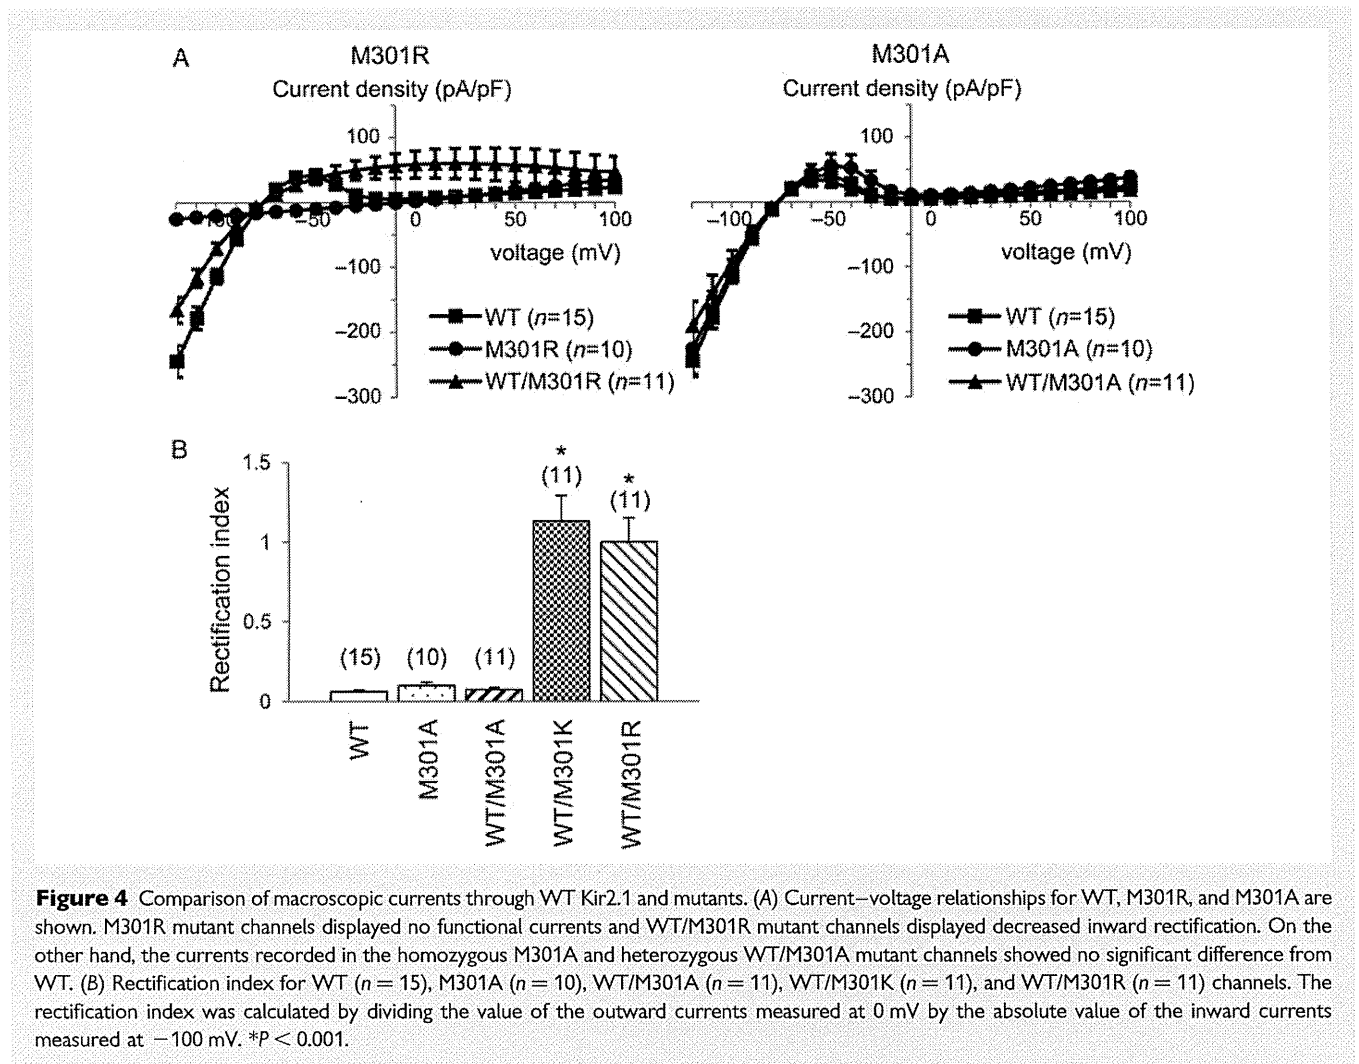 A
M301R
Current density (pA/pF)
100
−100
−50
0
50
100
voltage (mV)
−100
−200
−300
WT (n=15)
M301R (n=10)
WT/M301R (n=11)
M301A
Current density (pA/pF)
100
−100
−50
0
50
100
voltage (mV)
−100
−200
−300
WT (n=15)
M301A (n=10)
WT/M301A (n=11)
B
Rectification index
1.5
1
0.5
0
(15)
(10)
(11)
*
(11)
*
(11)
WT
M301A
WT/M301A
WT/M301K
WT/M301R
Figure 4 Comparison of macroscopic currents through WT Kir2.1 and mutants. (A) Current–voltage relationships for WT, M301R, and M301A are
shown. M301R mutant channels displayed no functional currents and WT/M301R mutant channels displayed decreased inward rectification. On the
other hand, the currents recorded in the homozygous M301A and heterozygous WT/M301A mutant channels showed no significant difference from
WT. (B) Rectification index for WT (n = 15), M301A (n = 10), WT/M301A (n = 11), WT/M301K (n = 11), and WT/M301R (n = 11) channels. The
rectification index was calculated by dividing the value of the outward currents measured at 0 mV by the absolute value of the inward currents
measured at −100 mV. *P < 0.001.